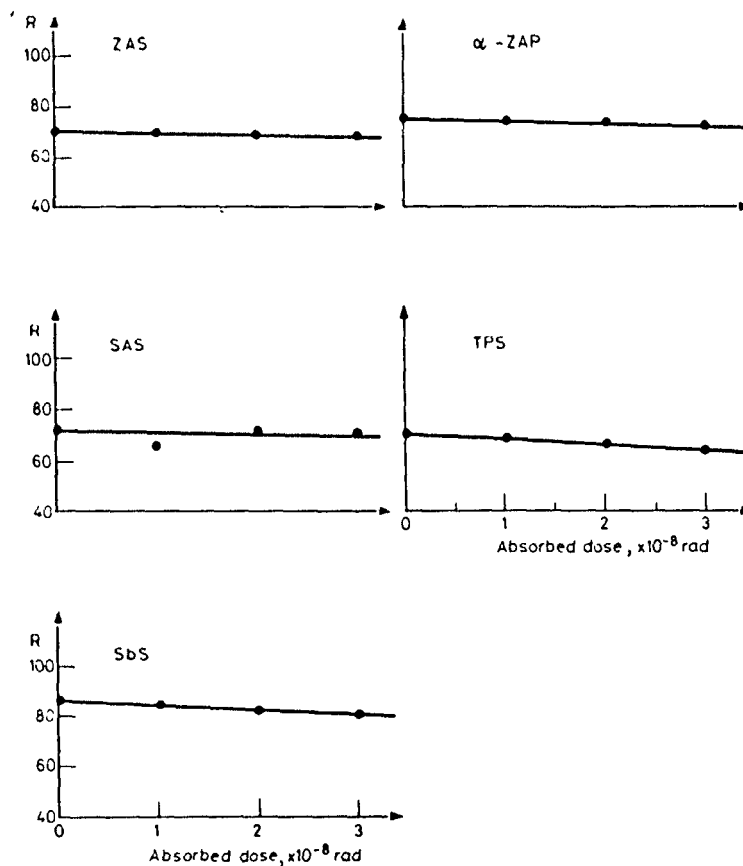 R
ZAS
100
80
60
40
α -ZAP
R
SAS
100
80
60
40
TPS
0 1 2 3
Absorbed dose, x10⁻⁸ rad
R
SbS
100
80
60
40
0 1 2 3
Absorbed dose, x10⁻⁸ rad